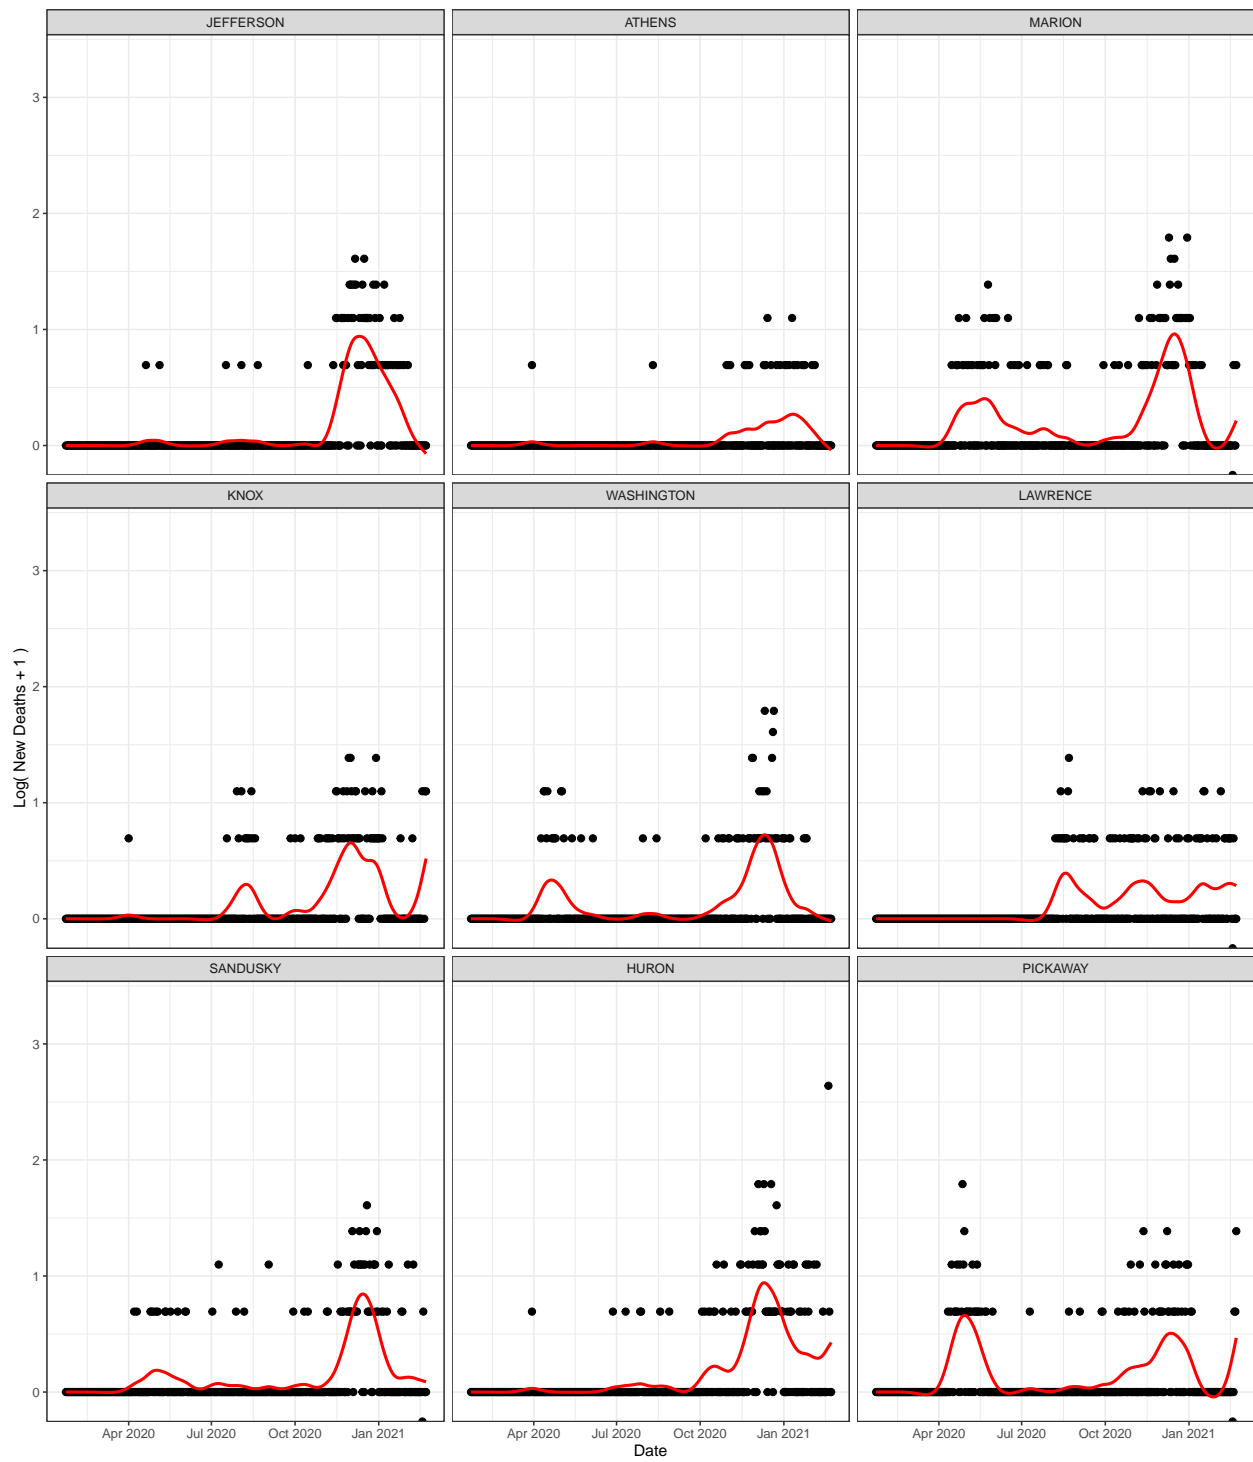 JEFFERSON ATHENS MARION
3
2
1
0
KNOX WASHINGTON LAWRENCE
3
2
1
0
Log( New Deaths + 1 )
SANDUSKY HURON PICKAWAY
3
2
1
0
Apr 2020 Jul 2020 Oct 2020 Jan 2021 Apr 2020 Jul 2020 Oct 2020 Jan 2021 Apr 2020 Jul 2020 Oct 2020 Jan 2021
Date